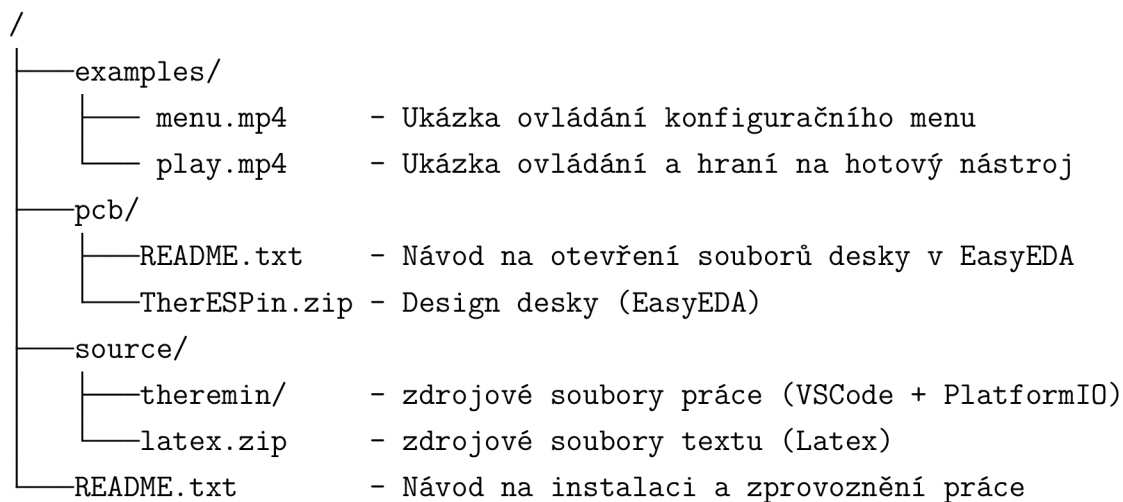 /
examples/
menu.mp4 - Ukázka ovládání konfiguračního menu
play.mp4 - Ukázka ovládání a hraní na hotový nástroj
pcb/
README.txt - Návod na otevření souborů desky v EasyEDA
TherESPin.zip - Design desky (EasyEDA)
source/
theremin/ - zdrojové soubory práce (VSCode + PlatformIO)
latex.zip - zdrojové soubory textu (Latex)
README.txt - Návod na instalaci a zprovoznění práce